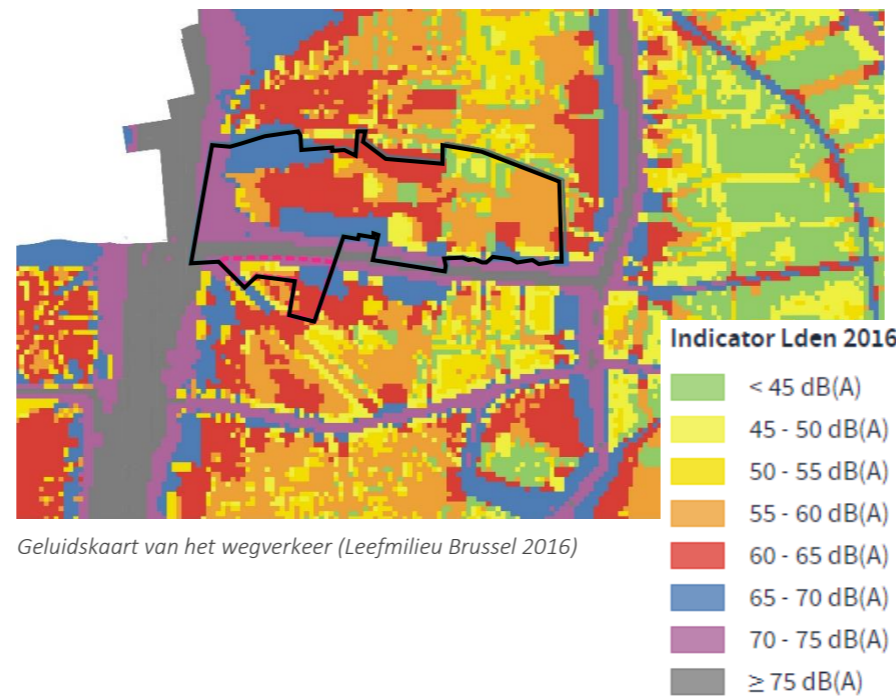 Indicator Lden 2016
< 45 dB(A)
45 - 50 dB(A)
50 - 55 dB(A)
55 - 60 dB(A)
60 - 65 dB(A)
65 - 70 dB(A)
70 - 75 dB(A)
≥ 75 dB(A)
Geluidskaart van het wegverkeer (Leefmilieu Brussel 2016)